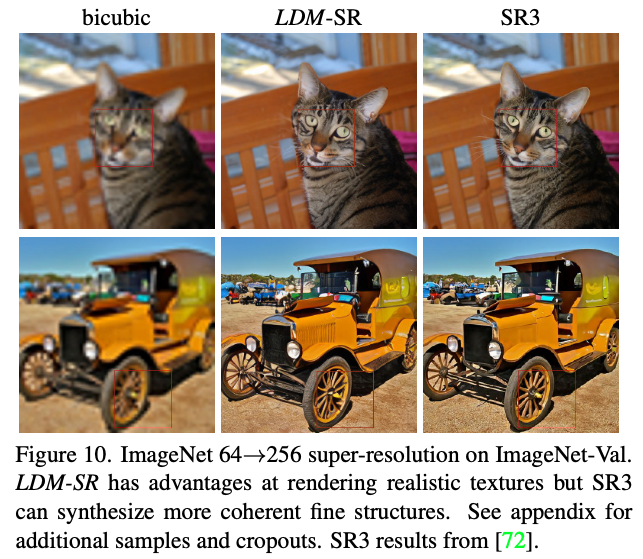 bicubic LDM-SR SR3
Figure 10. ImageNet 64→256 super-resolution on ImageNet-Val.
LDM-SR has advantages at rendering realistic textures but SR3
can synthesize more coherent fine structures. See appendix for
additional samples and cropouts. SR3 results from [72].